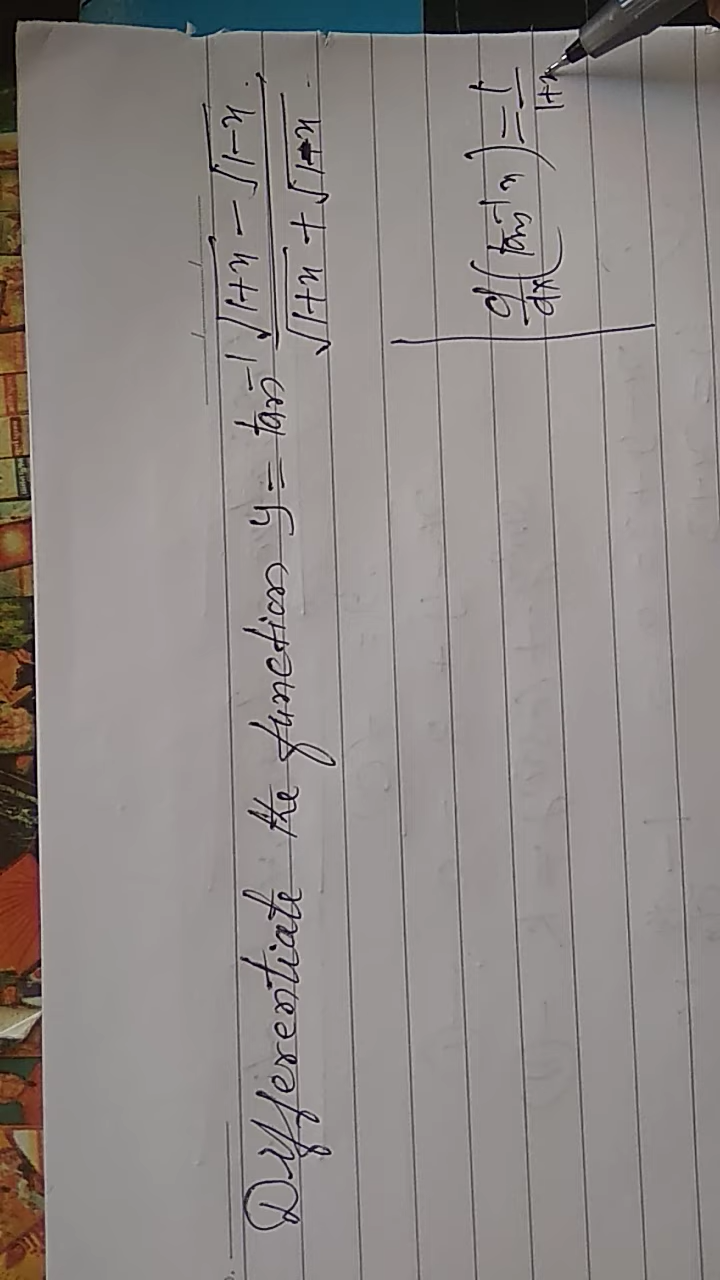 Differentiate the function y = tan⁻¹ (√(1+x) − √(1−x)) / (√(1+x) + √(1-x)).
d/dx (tan⁻¹x) = 1/(1+x